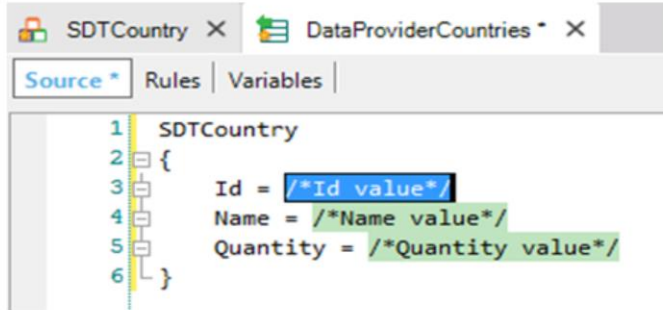 SDTCountry X DataProviderCountries * X
Source * Rules Variables
1 SDTCountry
2 {
3 Id = /*Id value*/
4 Name = /*Name value*/
5 Quantity = /*Quantity value*/
6 }